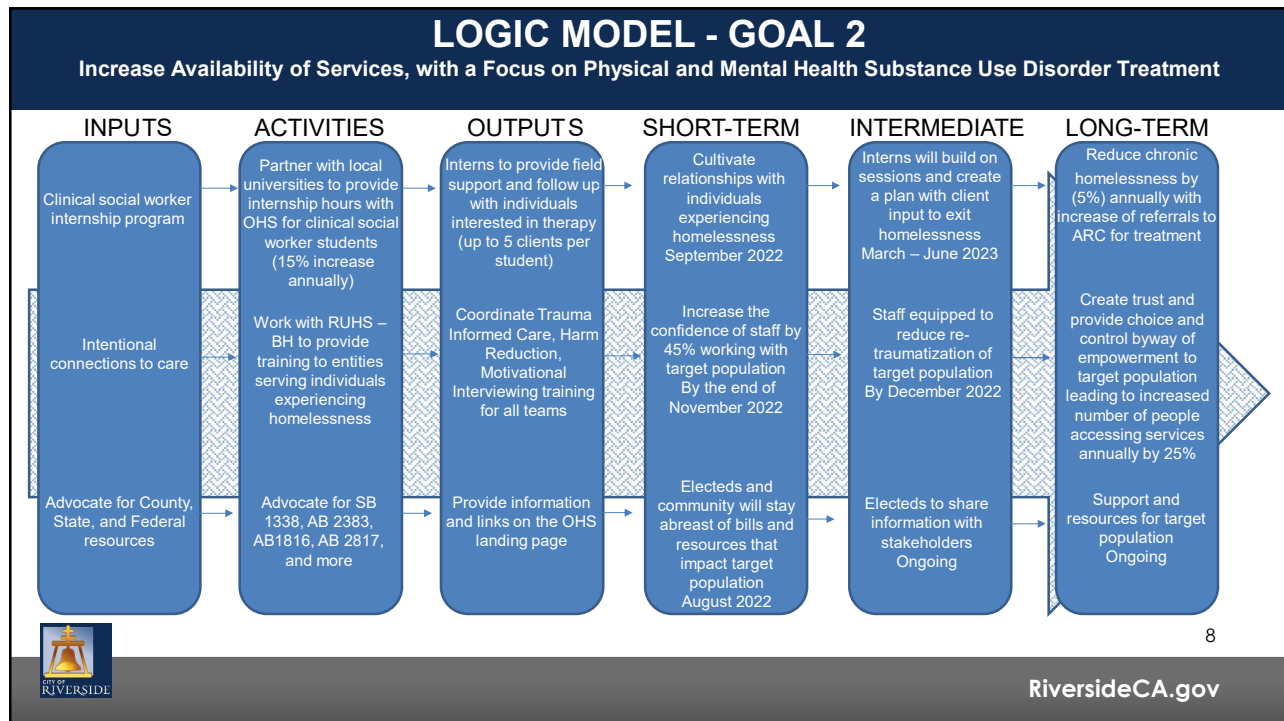 LOGIC MODEL - GOAL 2
Increase Availability of Services, with a Focus on Physical and Mental Health Substance Use Disorder Treatment
INPUTS
Clinical social worker
internship program
Intentional
connections to care
Advocate for County,
State, and Federal
resources
ACTIVITIES
Partner with local
universities to provide
internship hours with
OHS for clinical social
worker students
(15% increase
annually)
Work with RUHS –
BH to provide
training to entities
serving individuals
experiencing
homelessness
Advocate for SB
1338, AB 2383,
AB1816, AB 2817,
and more
OUTPUTS
Interns to provide field
support and follow up
with individuals
interested in therapy
(up to 5 clients per
student)
Coordinate Trauma
Informed Care, Harm
Reduction,
Motivational
Interviewing training
for all teams
Provide information
and links on the OHS
landing page
SHORT-TERM
Cultivate
relationships with
individuals
experiencing
homelessness
September 2022
Increase the
confidence of staff by
45% working with
target population
By the end of
November 2022
Electeds and
community will stay
abreast of bills and
resources that
impact target
population
August 2022
INTERMEDIATE
Interns will build on
sessions and create
a plan with client
input to exit
homelessness
March – June 2023
Staff equipped to
reduce re-
traumatization of
target population
By December 2022
Electeds to share
information with
stakeholders
Ongoing
LONG-TERM
Reduce chronic
homelessness by
(5%) annually with
increase of referrals to
ARC for treatment
Create trust and
provide choice and
control byway of
empowerment to
target population
leading to increased
number of people
accessing services
annually by 25%
Support and
resources for target
population
Ongoing
8
CITY OF
RIVERSIDE
RiversideCA.gov